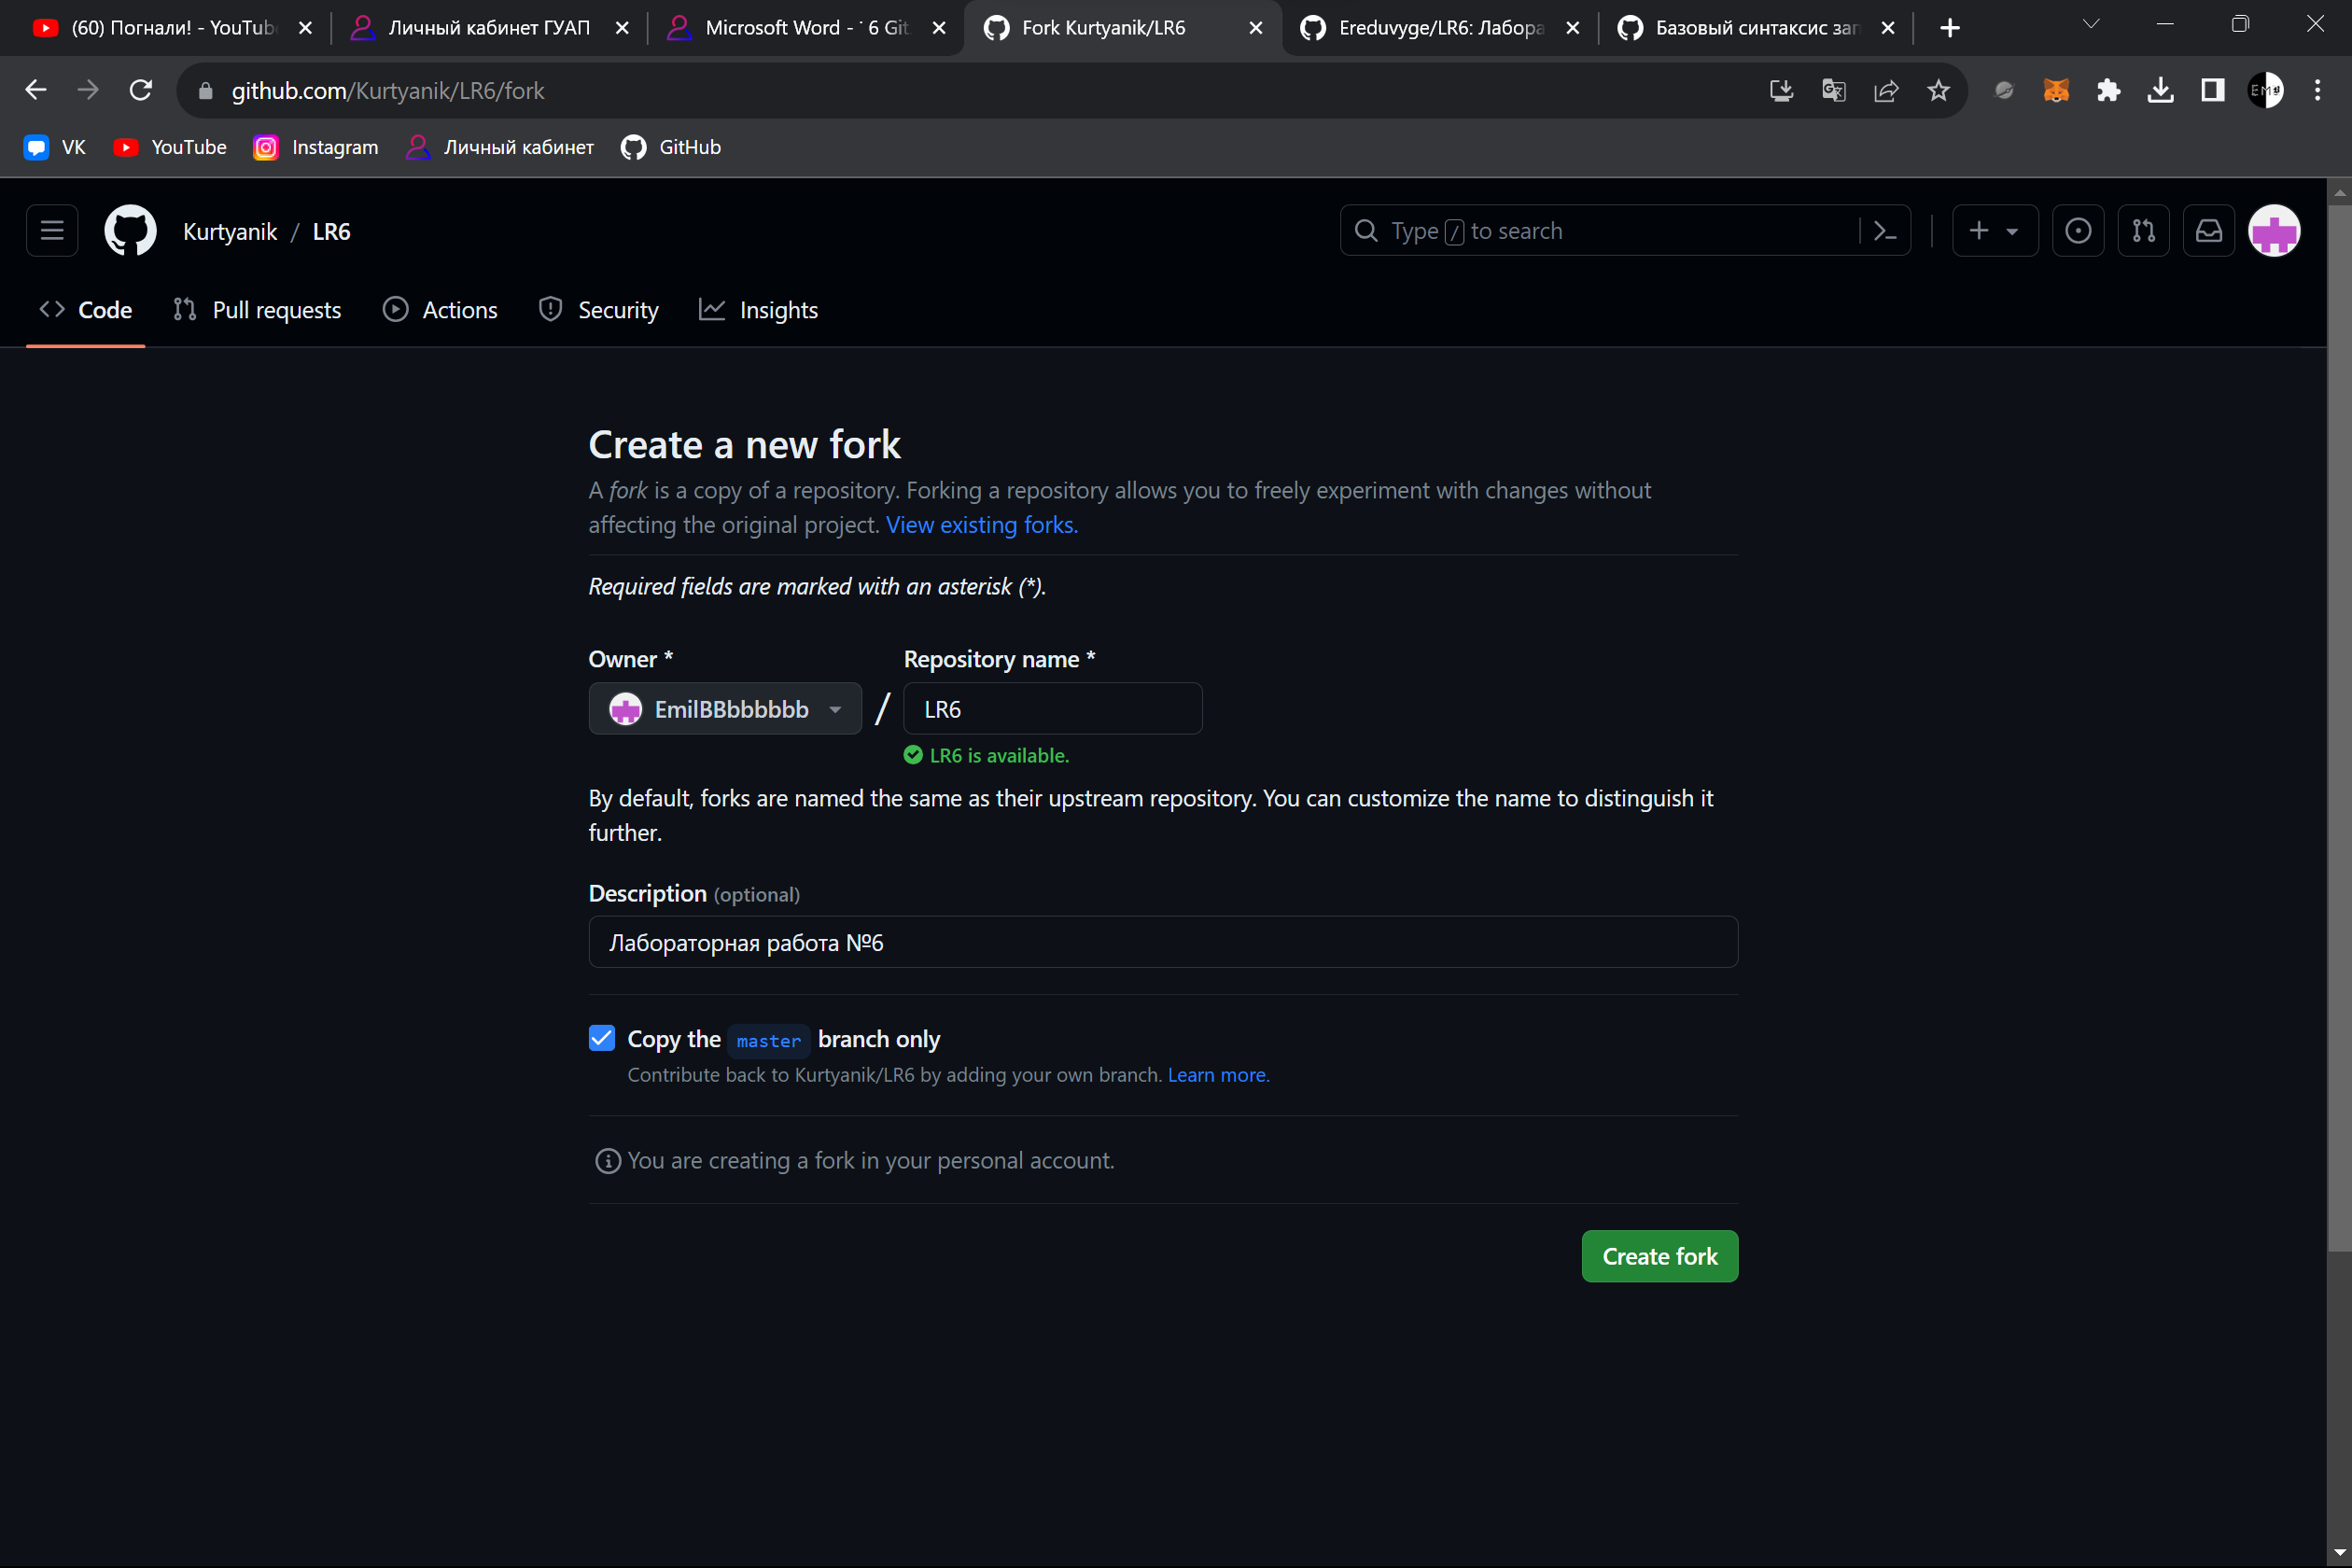 (60) Погнали! - YouTub
Личный кабинет ГУАП
Microsoft Word - ˙ 6 Git
Fork Kurtyanik/LR6
Ereduvyge/LR6: Лабора
Базовый синтаксис зап
github.com/Kurtyanik/LR6/fork
VK
YouTube
Instagram
Личный кабинет
GitHub
Kurtyanik / LR6
Type / to search
Code
Pull requests
Actions
Security
Insights
Create a new fork
A fork is a copy of a repository. Forking a repository allows you to freely experiment with changes without
affecting the original project. View existing forks.
Required fields are marked with an asterisk (*).
Owner *
Repository name *
EmilBBbbbbbb
/
LR6
LR6 is available.
By default, forks are named the same as their upstream repository. You can customize the name to distinguish it
further.
Description (optional)
Лабораторная работа №6
Copy the master branch only
Contribute back to Kurtyanik/LR6 by adding your own branch. Learn more.
You are creating a fork in your personal account.
Create fork